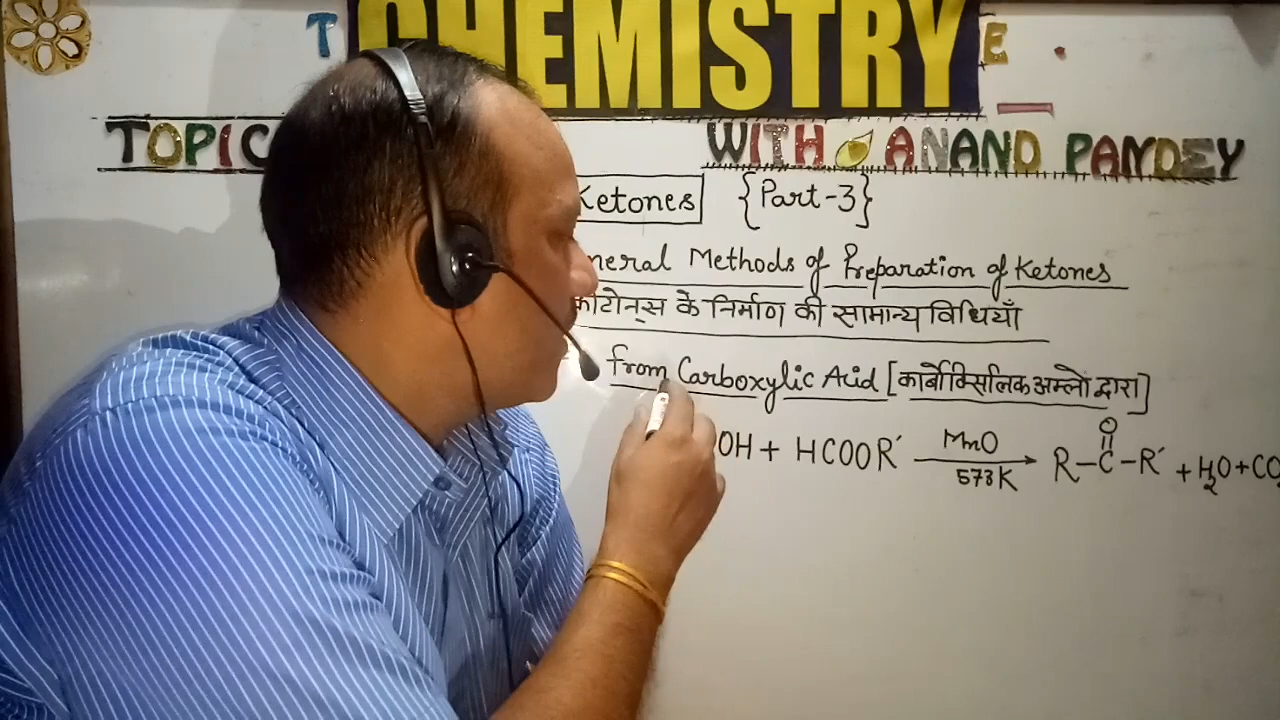 T CHEMISTRY E
TOPIC WITH ANAND PANDEY
Ketones {Part-3}
neral Methods of Preparation of Ketones
कीटोन्स के निर्माण की सामान्य विधियाँ
from Carboxylic Acid [कार्बोक्सिलिक अम्लो द्वारा]
OH + HCOOR′ MnO 573K R–C–R′ + H₂O + CO₂
O